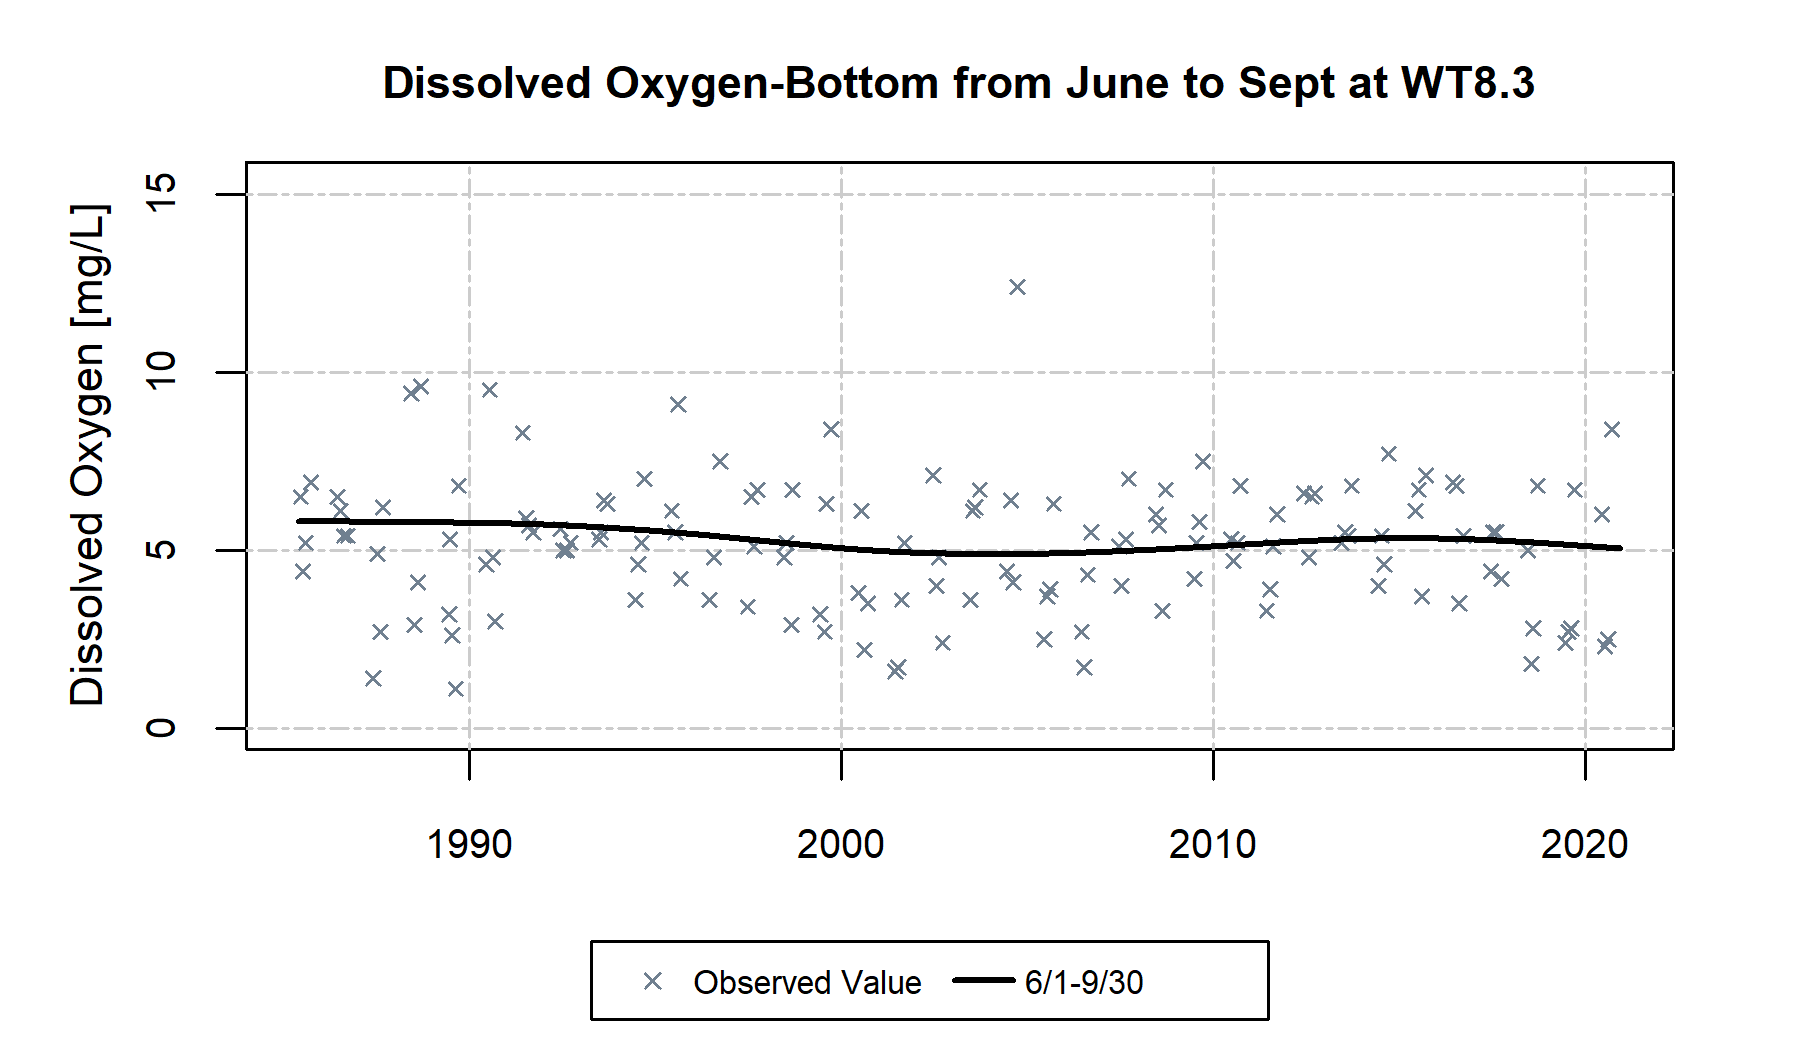 Dissolved Oxygen-Bottom from June to Sept at WT8.3
Dissolved Oxygen [mg/L]
15
10
5
0
1990 2000 2010 2020
Observed Value 6/1-9/30